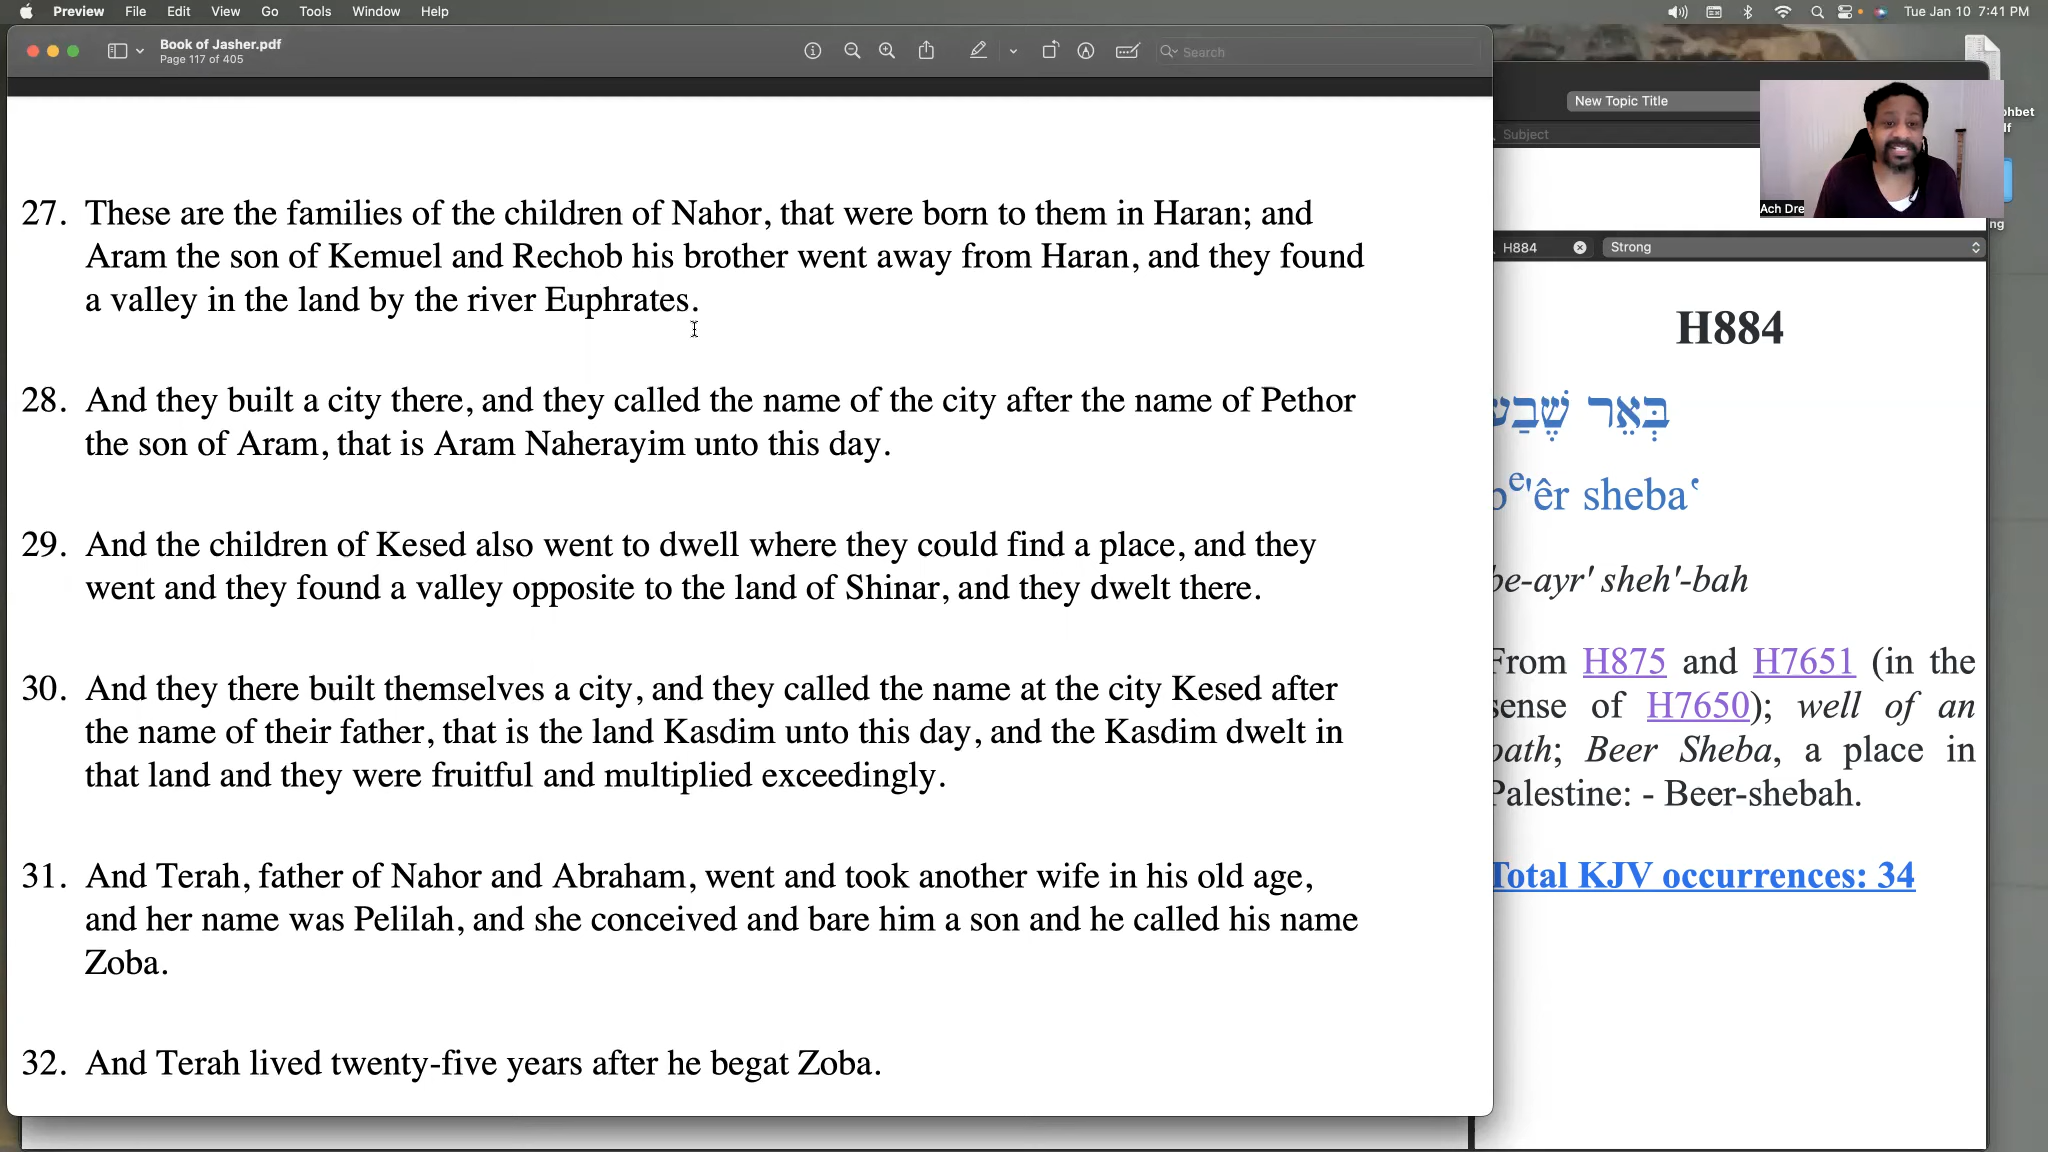 Preview File Edit View Go Tools Window Help
Tue Jan 10 7:41 PM
Book of Jasher.pdf
Page 117 of 405
Search
27. These are the families of the children of Nahor, that were born to them in Haran; and
Aram the son of Kemuel and Rechob his brother went away from Haran, and they found
a valley in the land by the river Euphrates.
28. And they built a city there, and they called the name of the city after the name of Pethor
the son of Aram, that is Aram Naherayim unto this day.
29. And the children of Kesed also went to dwell where they could find a place, and they
went and they found a valley opposite to the land of Shinar, and they dwelt there.
30. And they there built themselves a city, and they called the name at the city Kesed after
the name of their father, that is the land Kasdim unto this day, and the Kasdim dwelt in
that land and they were fruitful and multiplied exceedingly.
31. And Terah, father of Nahor and Abraham, went and took another wife in his old age,
and her name was Pelilah, and she conceived and bare him a son and he called his name
Zoba.
32. And Terah lived twenty-five years after he begat Zoba.
New Topic Title
Subject
Ach Dre
H884 Strong
H884
בְּאֵר שֶׁבַע
be'êr sheba‛
be-ayr' sheh'-bah
From H875 and H7651 (in the
sense of H7650); well of an
oath; Beer Sheba, a place in
Palestine: - Beer-shebah.
Total KJV occurrences: 34